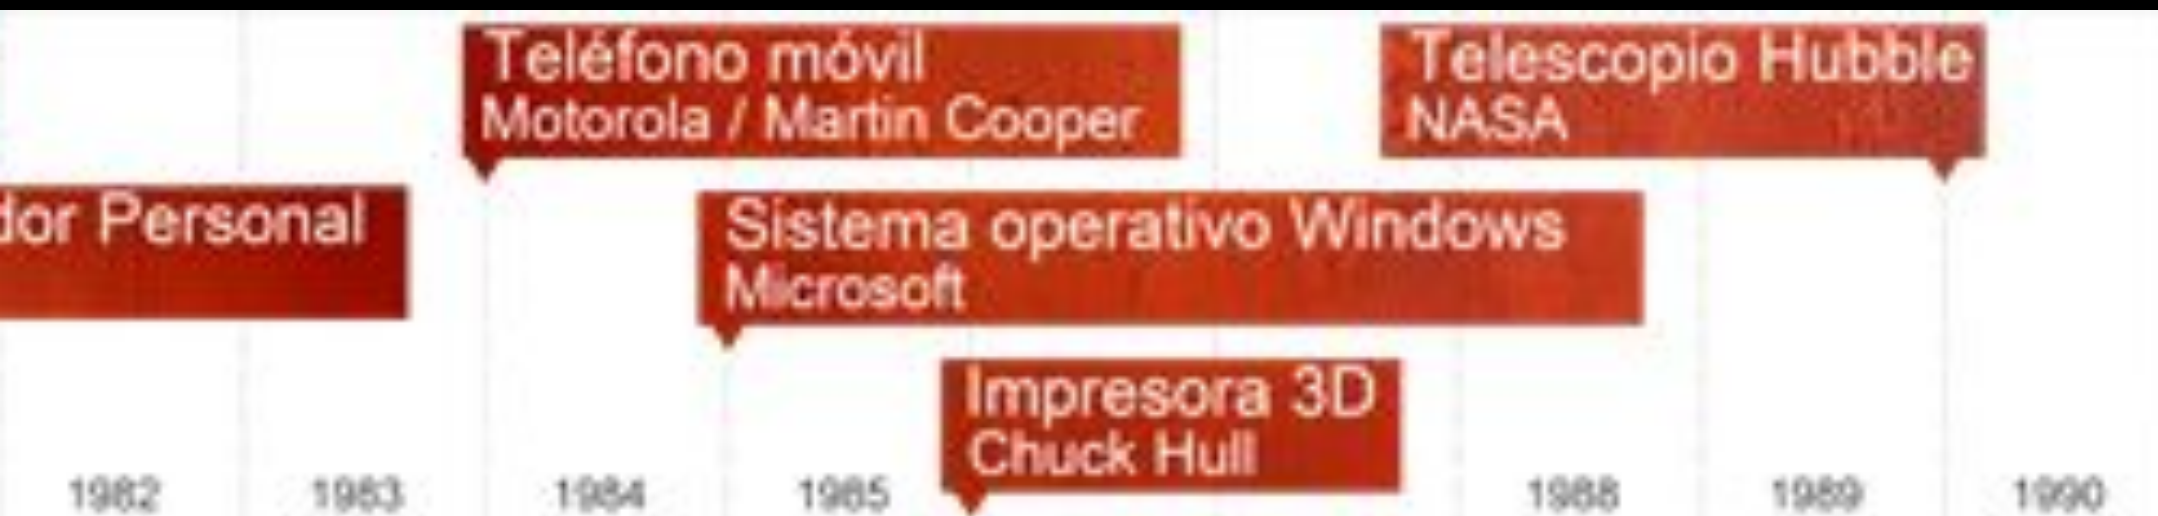 Teléfono móvil
Motorola / Martin Cooper
Telescopio Hubble
NASA
dor Personal
Sistema operativo Windows
Microsoft
Impresora 3D
Chuck Hull
1982 1983 1984 1985 1988 1989 1990